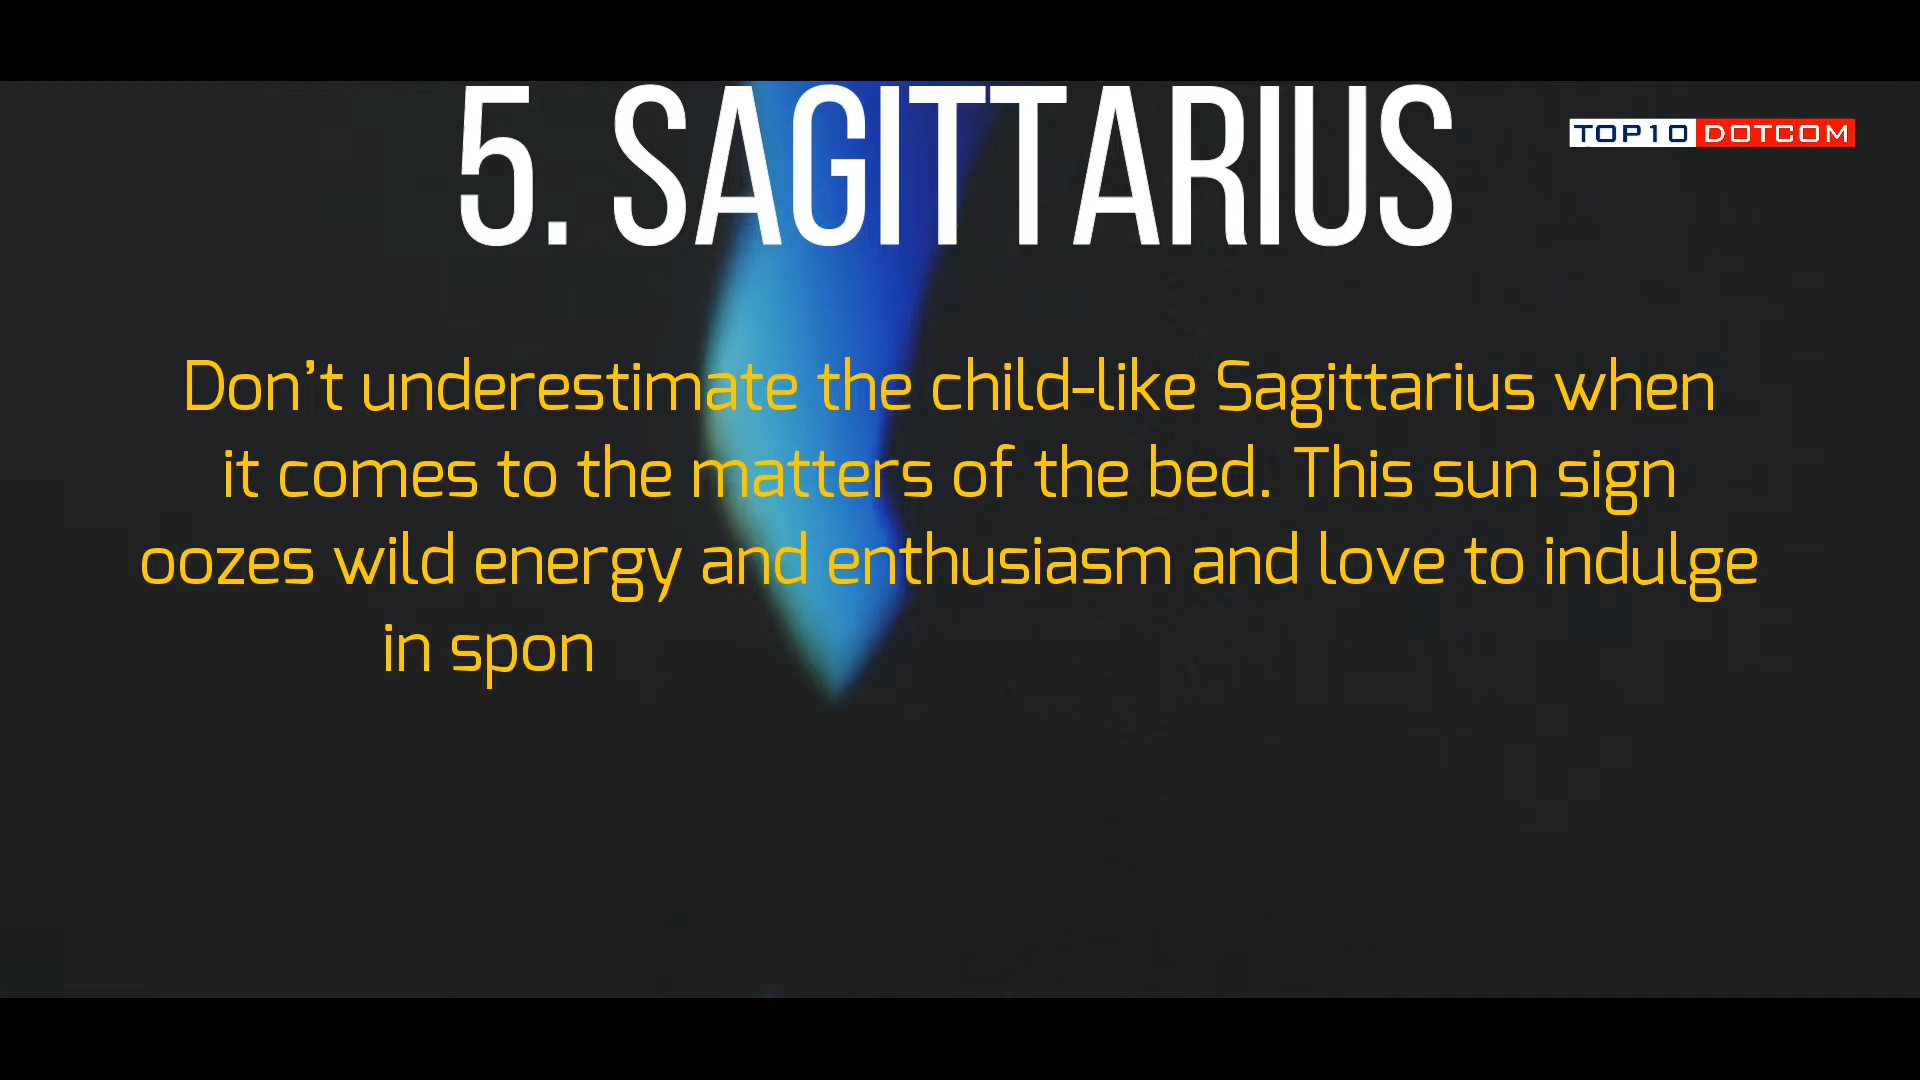 5. SAGITTARIUS
TOP10 DOTCOM
Don’t underestimate the child-like Sagittarius when
it comes to the matters of the bed. This sun sign
oozes wild energy and enthusiasm and love to indulge
in spon